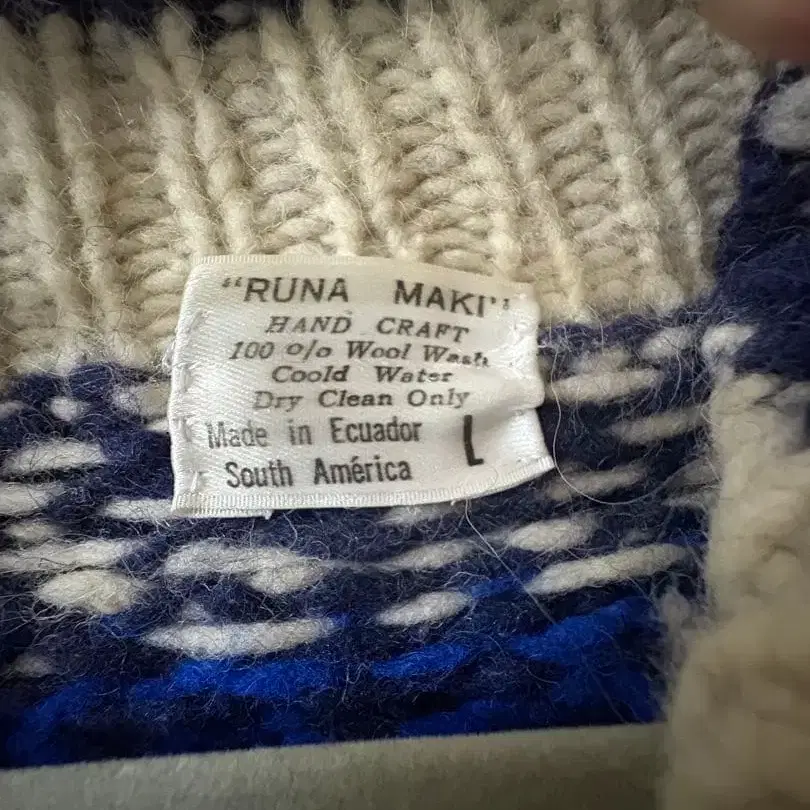 "RUNA MAKI"
HAND CRAFT
100 o/o Wool Wash
Coold Water
Dry Clean Only
Made in Ecuador
South América
L